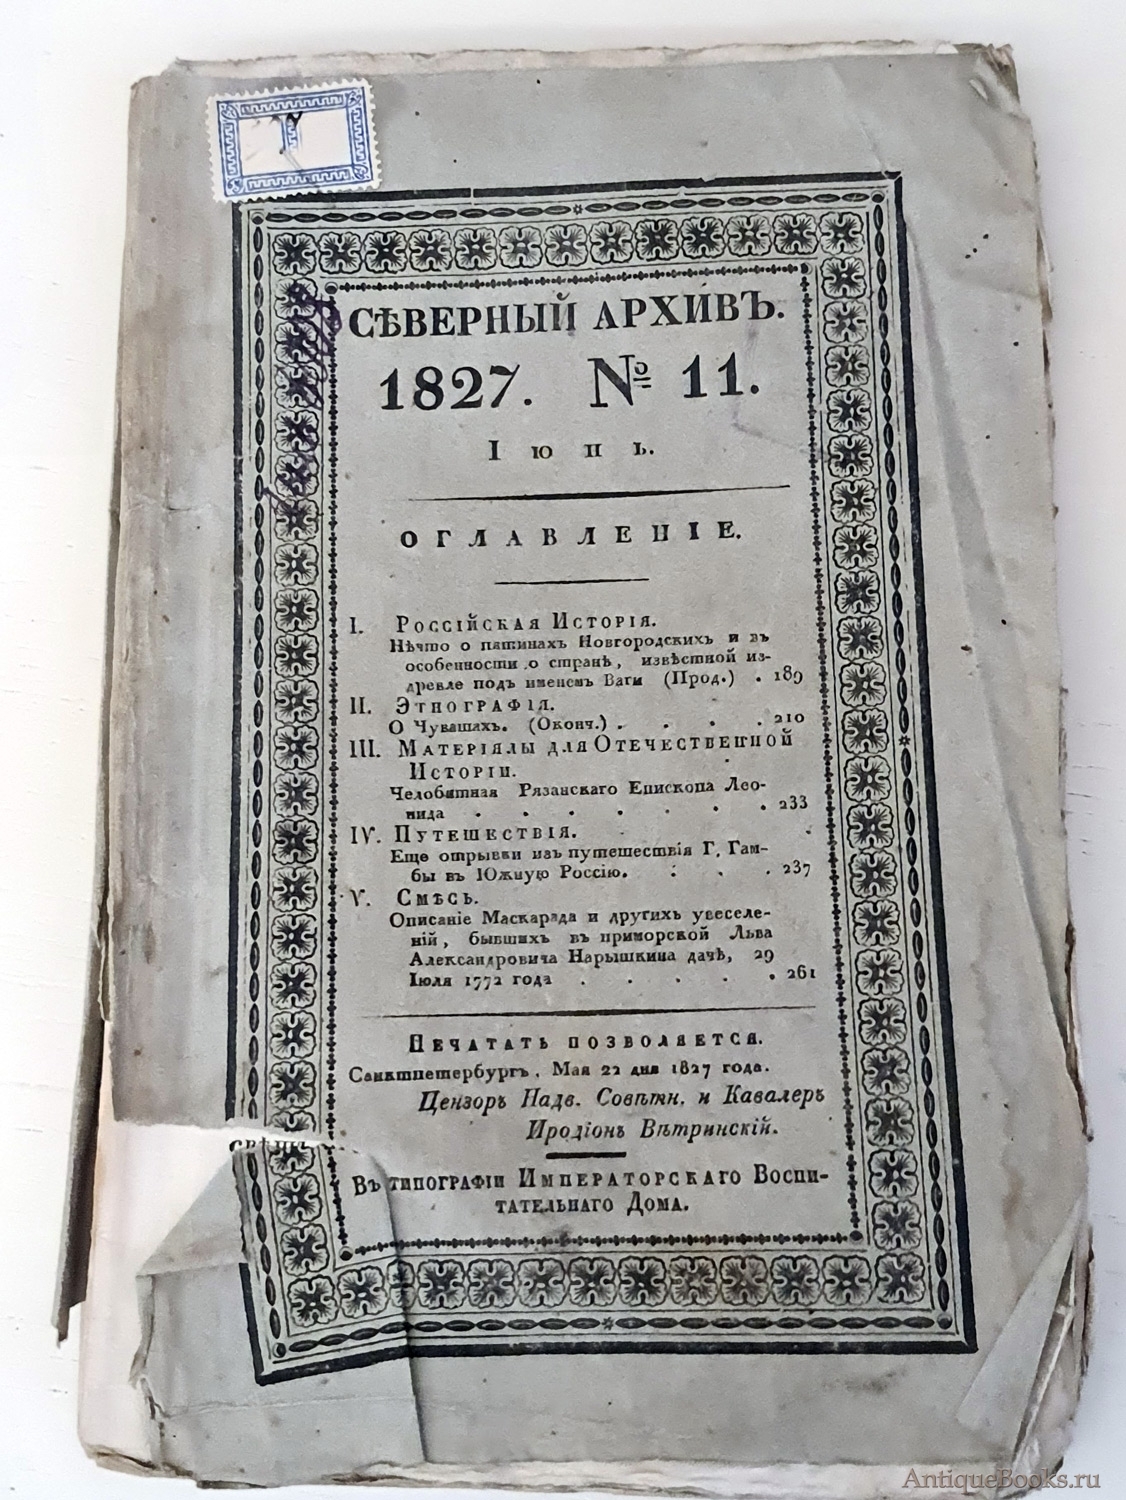 СѢВЕРНЫЙ АРХИВЪ.
1827. № 11.
Іюнь.
ОГЛАВЛЕНІЕ.
I. Россійская Исторія.
Нѣчто о пятинахъ Новгородскихъ и въ
особенности о странѣ, извѣстной из-
древле подъ именемъ Ваги (Прод.) . 189
II. Этнографія.
О Чувашахъ. (Оконч.) . . . . 210
III. Матеріялы для Отечественной
Исторіи.
Челобитная Рязанскаго Епископа Лео-
нида . . . . . . . 233
IV. Путешествія.
Еще отрывки изъ путешествія Г. Гам-
бы въ Южную Россію. . . . 237
V. Смѣсь.
Описаніе Маскарада и другихъ увеселе-
ній, бывшихъ въ приморской Льва
Александровича Нарышкина дачѣ, 29
Іюля 1772 года . . . . . 261
Печатать позволяется.
Санктпетербургъ, Мая 22 дня 1827 года.
Цензоръ Надв. Совѣтн. и Кавалеръ
Иродіонъ Вѣтринскій.
Въ типографіи Императорскаго Воспи-
тательнаго Дома.
AntiqueBooks.ru